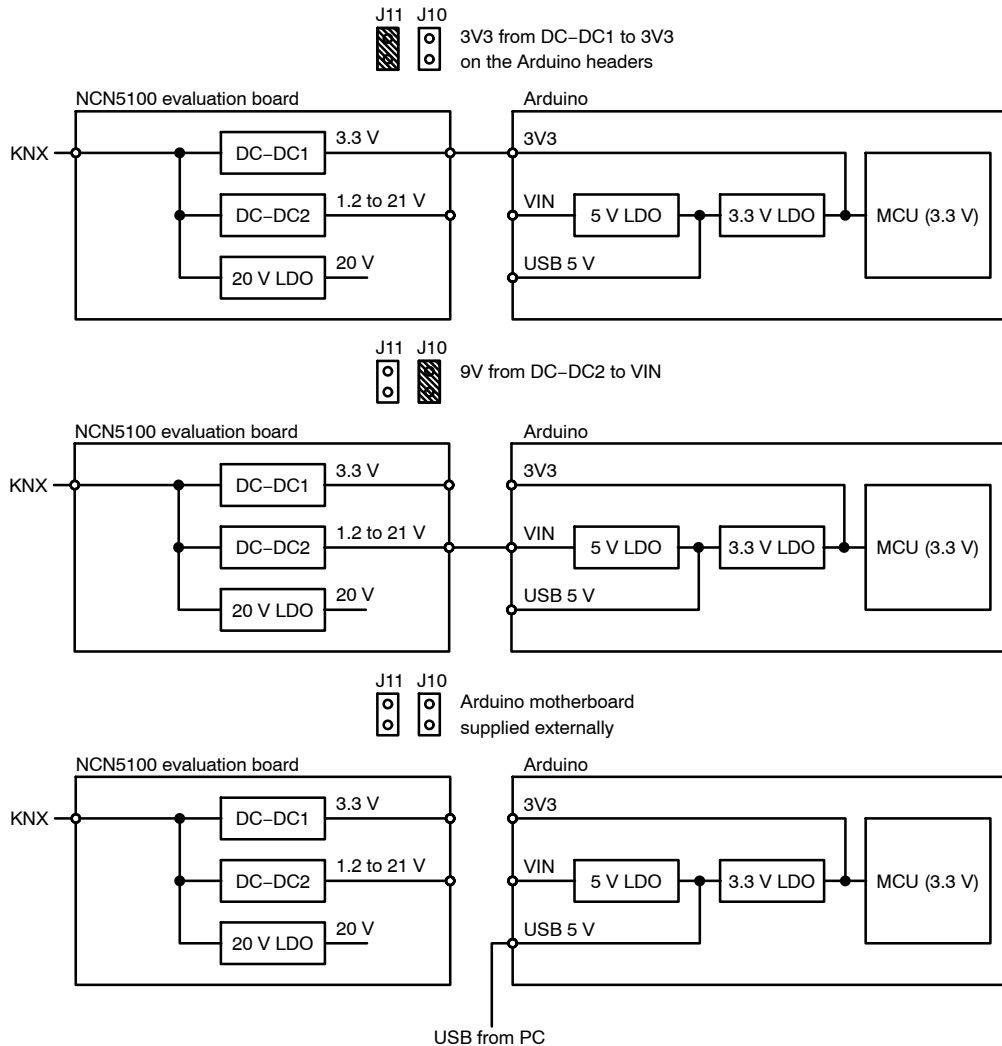 J11 J10
3V3 from DC−DC1 to 3V3
on the Arduino headers
NCN5100 evaluation board
Arduino
KNX
DC−DC1
3.3 V
3V3
DC−DC2
1.2 to 21 V
VIN
5 V LDO
3.3 V LDO
MCU (3.3 V)
20 V LDO
20 V
USB 5 V
J11 J10
9V from DC−DC2 to VIN
NCN5100 evaluation board
Arduino
KNX
DC−DC1
3.3 V
3V3
DC−DC2
1.2 to 21 V
VIN
5 V LDO
3.3 V LDO
MCU (3.3 V)
20 V LDO
20 V
USB 5 V
J11 J10
Arduino motherboard
supplied externally
NCN5100 evaluation board
Arduino
KNX
DC−DC1
3.3 V
3V3
DC−DC2
1.2 to 21 V
VIN
5 V LDO
3.3 V LDO
MCU (3.3 V)
20 V LDO
20 V
USB 5 V
USB from PC